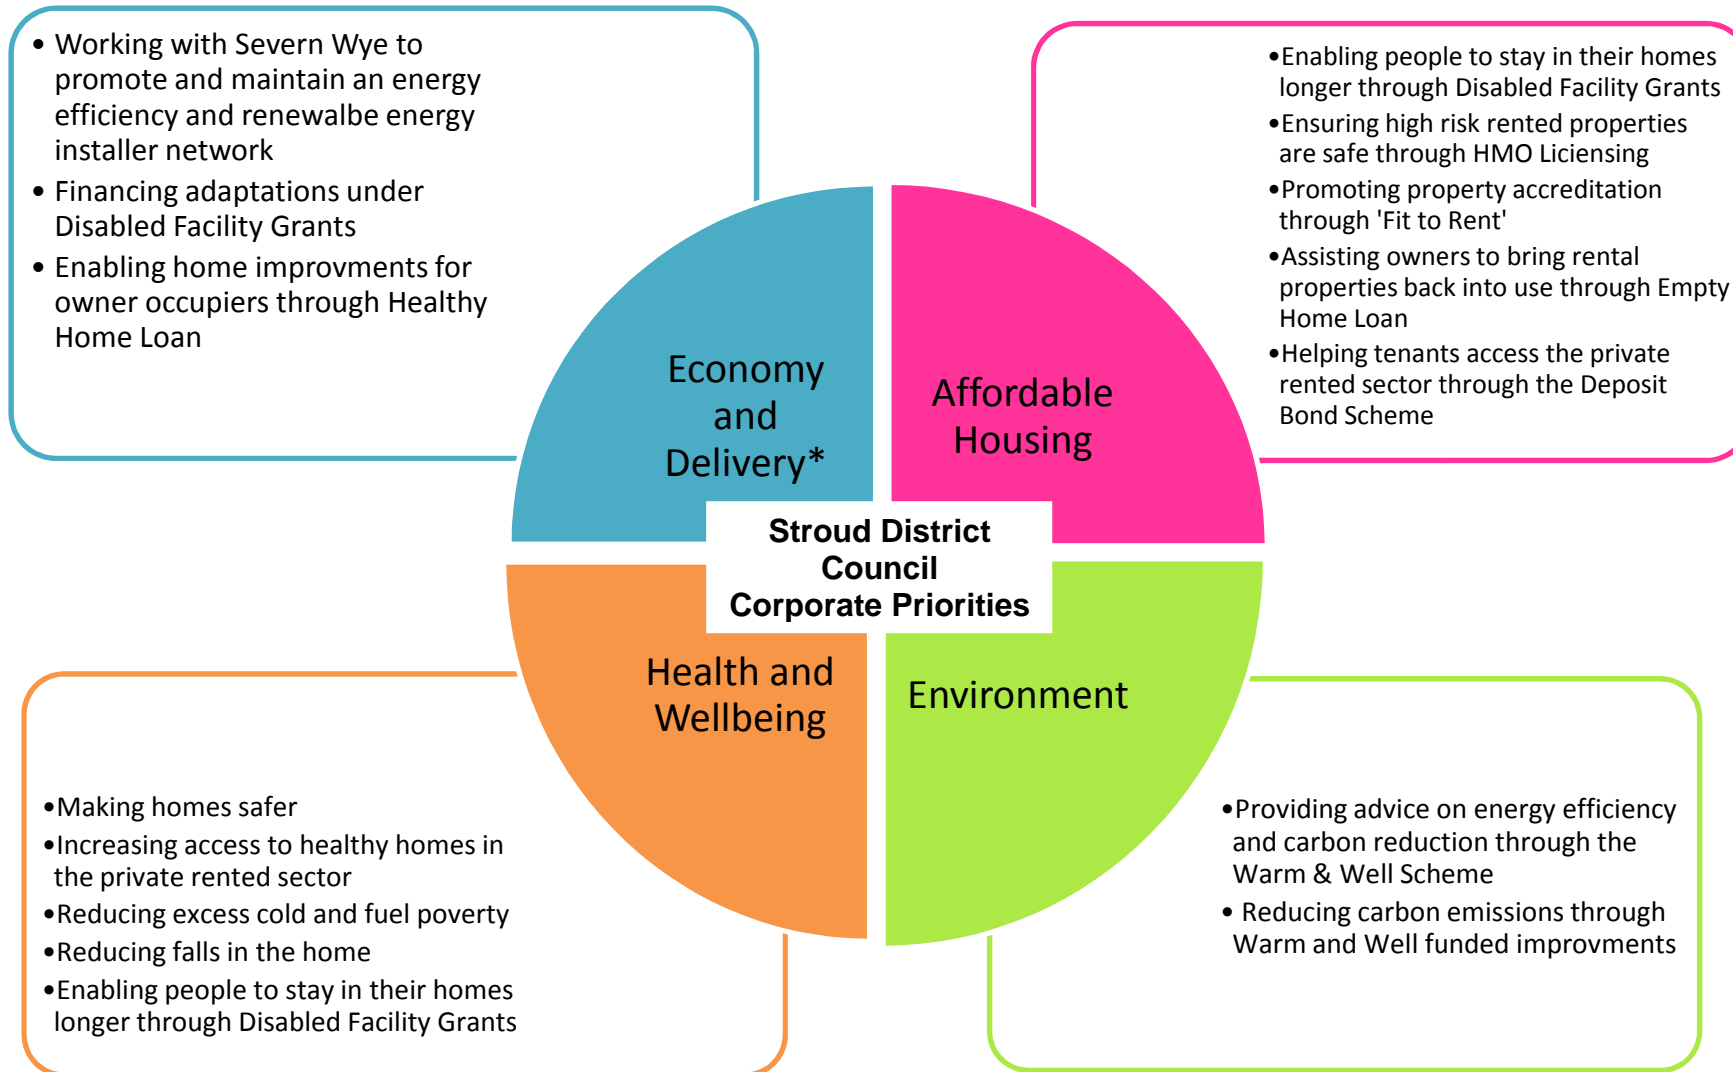 • Working with Severn Wye to
promote and maintain an energy
efficiency and renewalbe energy
installer network
• Financing adaptations under
Disabled Facility Grants
• Enabling home improvments for
owner occupiers through Healthy
Home Loan
•Enabling people to stay in their homes
longer through Disabled Facility Grants
•Ensuring high risk rented properties
are safe through HMO Liciensing
•Promoting property accreditation
through 'Fit to Rent'
•Assisting owners to bring rental
properties back into use through Empty
Home Loan
•Helping tenants access the private
rented sector through the Deposit
Bond Scheme
Economy
and
Delivery*
Affordable
Housing
Stroud District
Council
Corporate Priorities
Health and
Wellbeing
Environment
•Making homes safer
•Increasing access to healthy homes in
the private rented sector
•Reducing excess cold and fuel poverty
•Reducing falls in the home
•Enabling people to stay in their homes
longer through Disabled Facility Grants
•Providing advice on energy efficiency
and carbon reduction through the
Warm & Well Scheme
• Reducing carbon emissions through
Warm and Well funded improvments